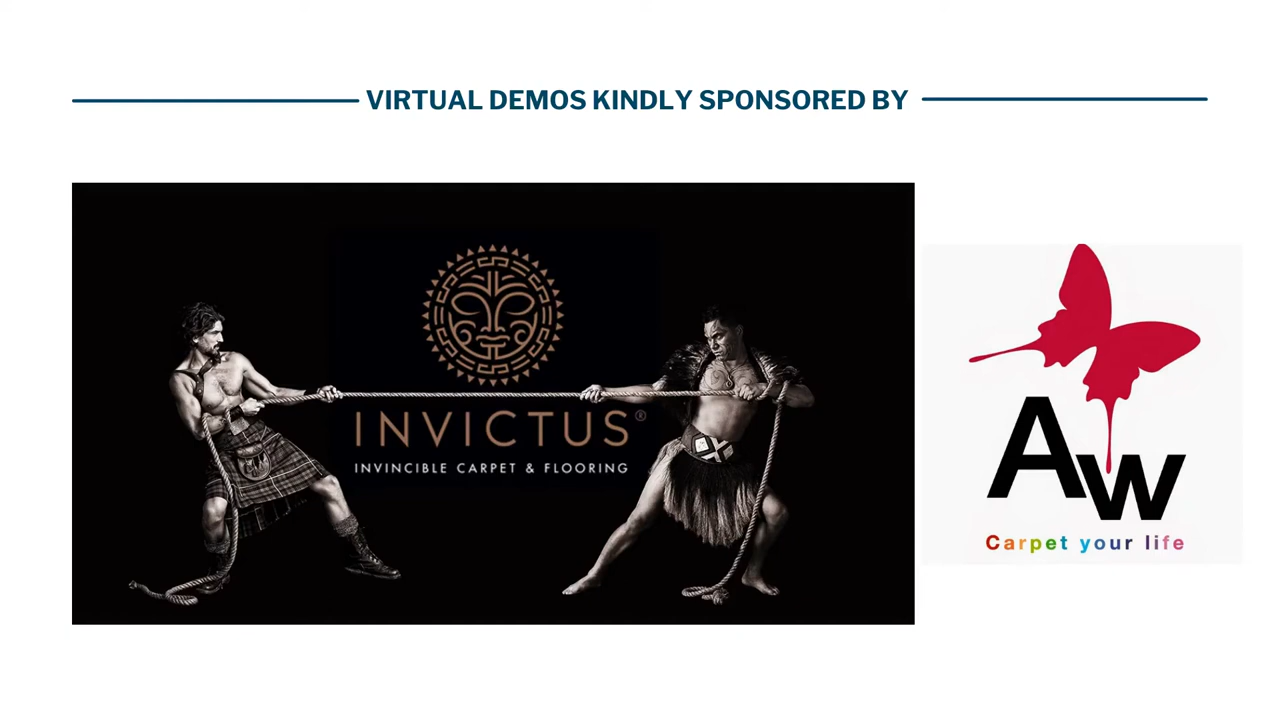 VIRTUAL DEMOS KINDLY SPONSORED BY
INVICTUS®
INVINCIBLE CARPET & FLOORING
AW
Carpet your life